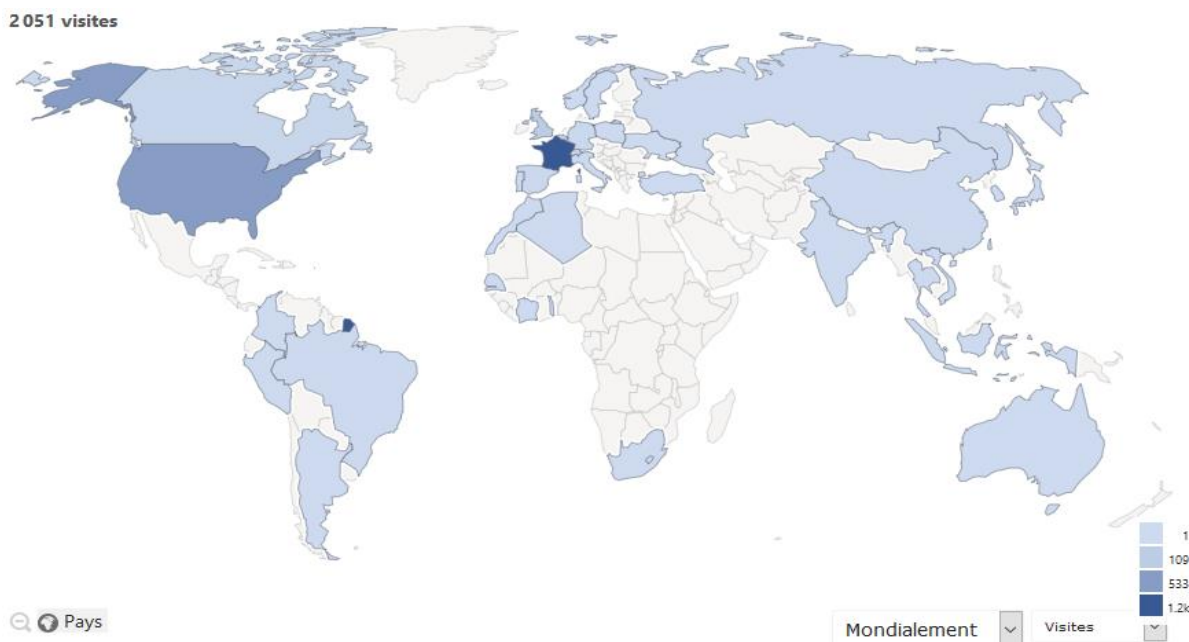 2 051 visites
1
109
533
1.2k
Pays
Mondialement
Visites